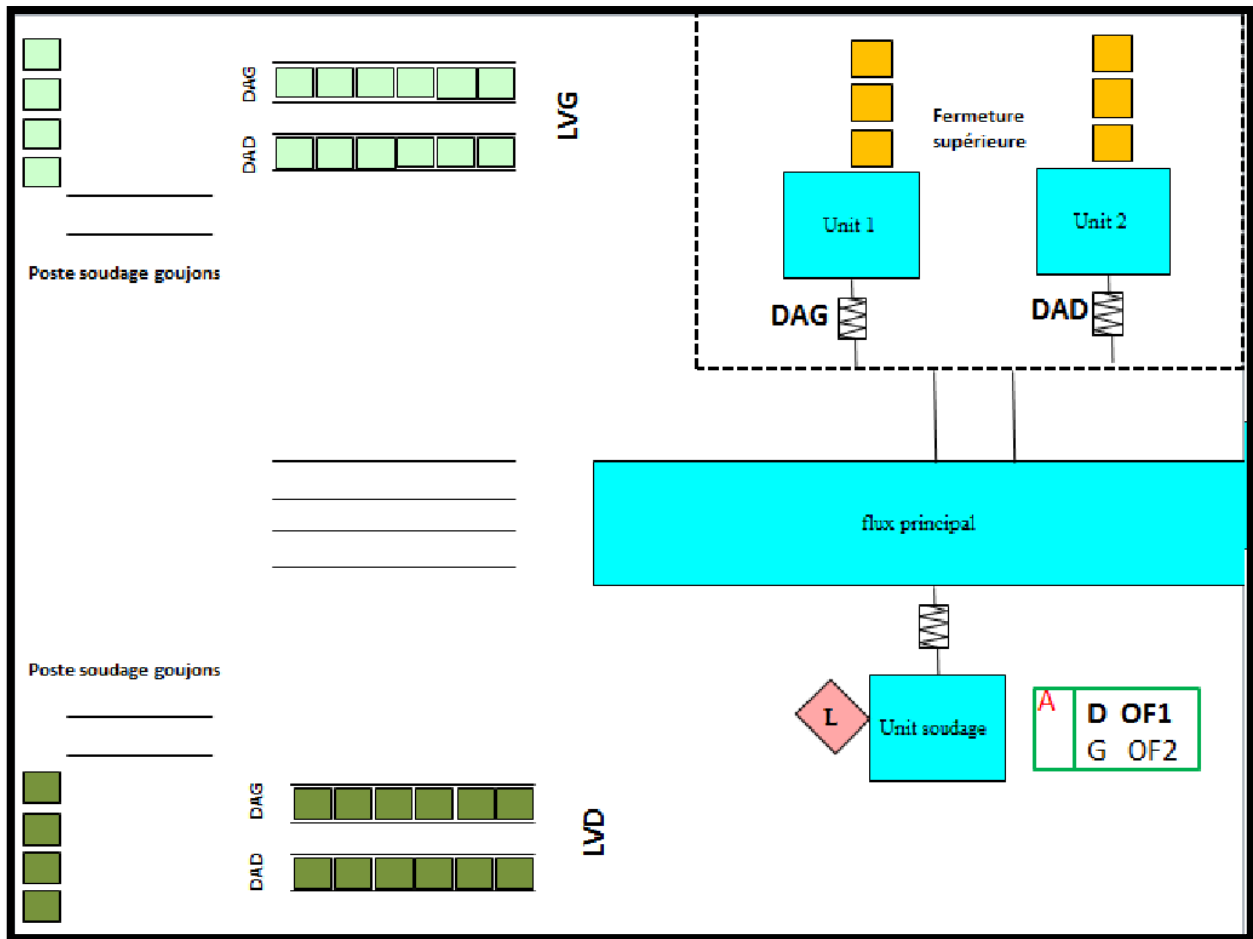 DAG
DAD
LVG
Poste soudage goujons
Fermeture
supérieure
Unit 1
Unit 2
DAG
DAD
flux principal
Poste soudage goujons
L
Unit soudage
A
D OF1
G OF2
DAG
DAD
LVD